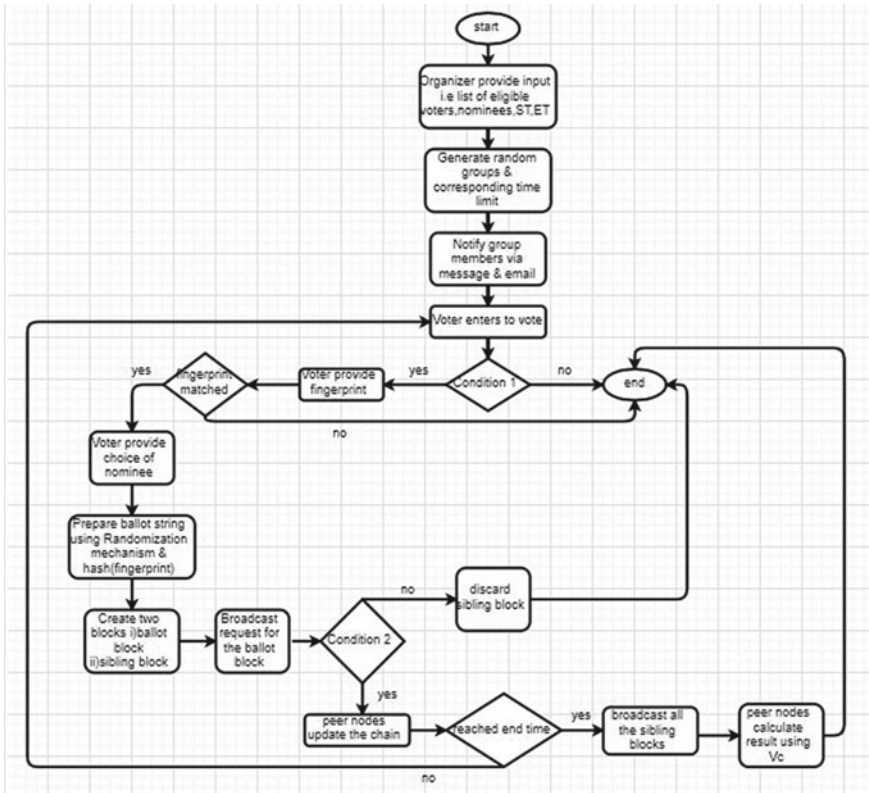 start
Organizer provide input
i.e list of eligible
voters,nominees,ST,ET
Generate random
groups &
corresponding time
limit
Notify group
members via
message & email
Voter enters to vote
Condition 1
yes
no
end
Voter provide
fingerprint
fingerprint
matched
yes
no
Voter provide
choice of
nominee
Prepare ballot string
using Randomization
mechanism &
hash(fingerprint)
Create two
blocks i)ballot
block
ii)sibling block
Broadcast
request for
the ballot
block
Condition 2
no
discard
sibling block
yes
peer nodes
update the chain
reached end time
yes
no
broadcast all
the sibling
blocks
peer nodes
calculate
result using
Vc